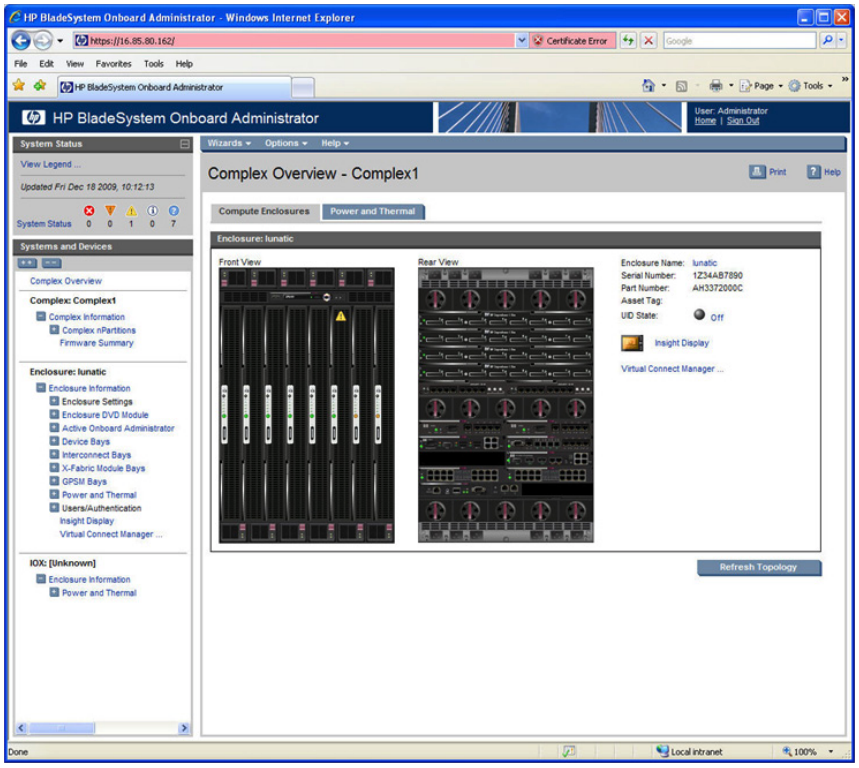 HP BladeSystem Onboard Administrator - Windows Internet Explorer
https://16.85.80.162/
Certificate Error
Google
File Edit View Favorites Tools Help
HP BladeSystem Onboard Administrator
Page Tools
HP BladeSystem Onboard Administrator
User: Administrator
Home | Sign Out
System Status
View Legend ...
Updated Fri Dec 18 2009, 10:12:13
System Status 0 0 1 0 7
Systems and Devices
Complex Overview
Complex: Complex1
Complex Information
Complex nPartitions
Firmware Summary
Enclosure: lunatic
Enclosure Information
Enclosure Settings
Enclosure DVD Module
Active Onboard Administrator
Device Bays
Interconnect Bays
X-Fabric Module Bays
GPSM Bays
Power and Thermal
Users/Authentication
Insight Display
Virtual Connect Manager ...
IOX: [Unknown]
Enclosure Information
Power and Thermal
Wizards Options Help
Complex Overview - Complex1
Print Help
Compute Enclosures Power and Thermal
Enclosure: lunatic
Front View
Rear View
Enclosure Name: lunatic
Serial Number: 1Z34AB7890
Part Number: AH3372000C
Asset Tag:
UID State: Off
Insight Display
Virtual Connect Manager ...
Refresh Topology
Done
Local intranet
100%